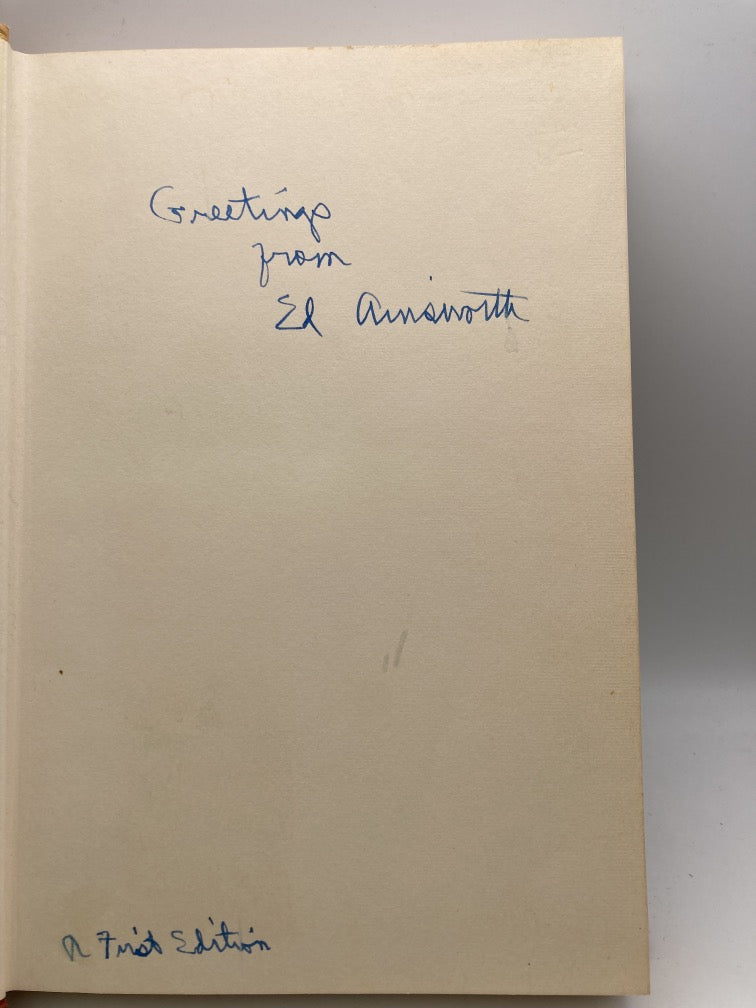 Greetings
from
Ed Ainsworth
A First Edition